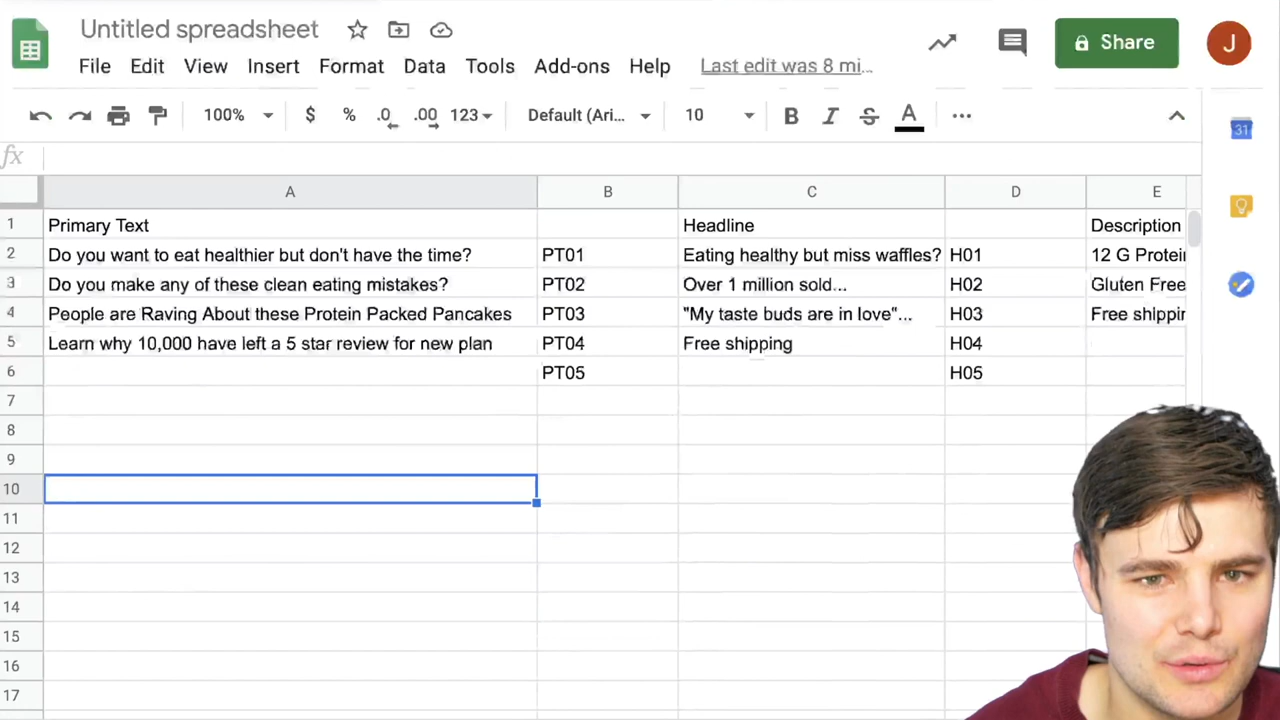 Untitled spreadsheet
File Edit View Insert Format Data Tools Add-ons Help Last edit was 8 mi...
Share
J
100% $ % .0 .00 123 Default (Ari... 10 B I S A
31
fx
A B C D E
1 Primary Text Headline Description
2 Do you want to eat healthier but don't have the time? PT01 Eating healthy but miss waffles? H01 12 G Protein
3 Do you make any of these clean eating mistakes? PT02 Over 1 million sold... H02 Gluten Free
4 People are Raving About these Protein Packed Pancakes PT03 "My taste buds are in love"... H03 Free shippin
5 Learn why 10,000 have left a 5 star review for new plan PT04 Free shipping H04
6 PT05 H05
7
8
9
10
11
12
13
14
15
16
17